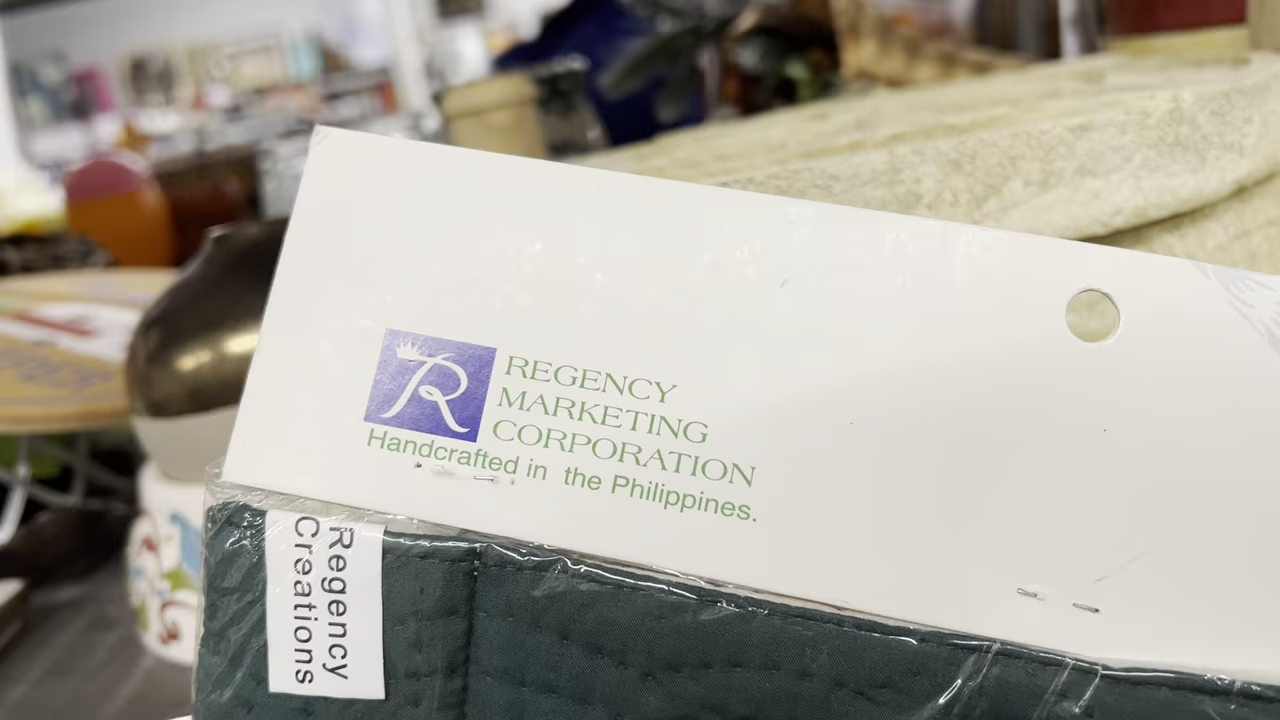 R
REGENCY
MARKETING
CORPORATION
Handcrafted in the Philippines.
Regency
Creations